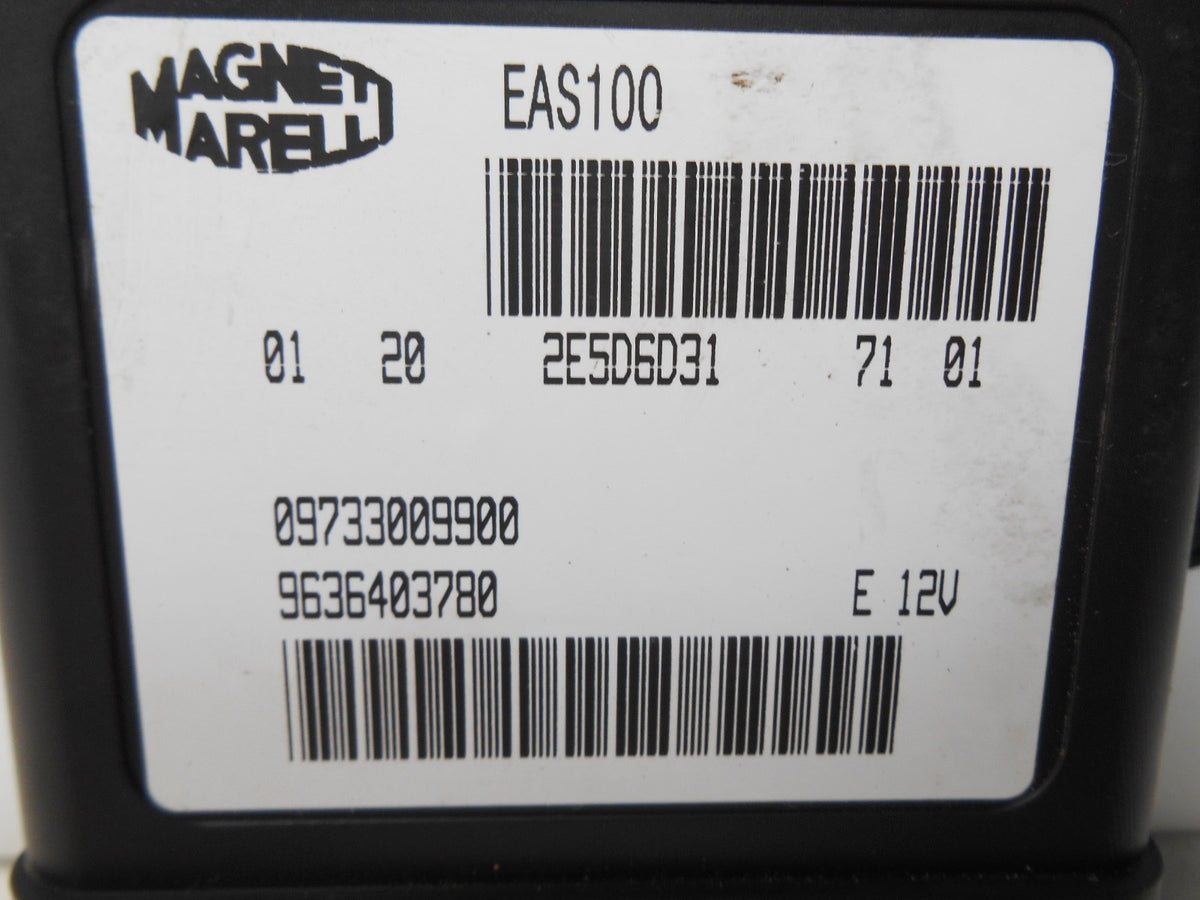 MAGNETI
MARELLI
EAS100
01 20 2E5D6D31 71 01
09733009900
9636403780 E 12V